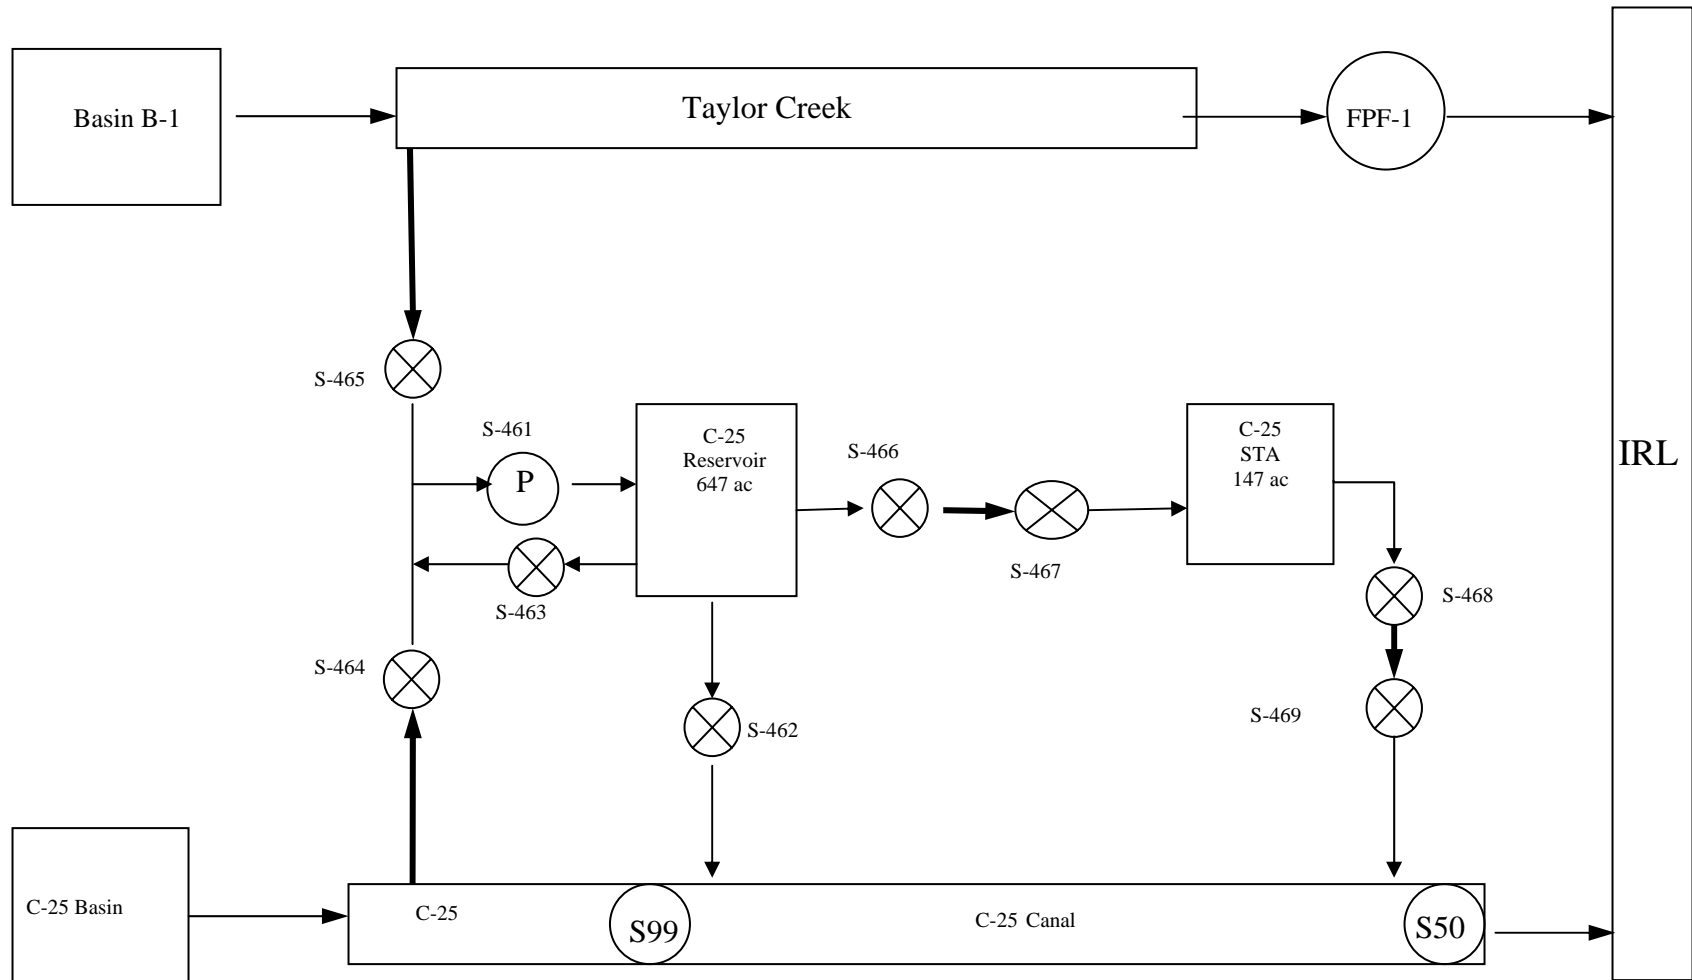 Basin B-1
Taylor Creek
FPF-1
IRL
S-465
S-461
P
C-25
Reservoir
647 ac
S-466
S-467
C-25
STA
147 ac
S-463
S-468
S-464
S-462
S-469
C-25 Basin
C-25
S99
C-25 Canal
S50